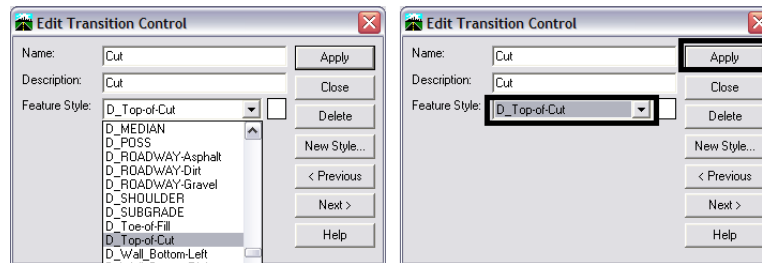 Edit Transition Control
Name: Cut Apply
Description: Cut Close
Feature Style: D_Top-of-Cut Delete
D_MEDIAN
D_POSS
D_ROADWAY-Asphalt
D_ROADWAY-Dirt
D_ROADWAY-Gravel
D_SHOULDER
D_SUBGRADE
D_Toe-of-Fill
D_Top-of-Cut
D_Wall_Bottom-Left
New Style...
< Previous
Next >
Help
Edit Transition Control
Name: Cut Apply
Description: Cut Close
Feature Style: D_Top-of-Cut Delete
New Style...
< Previous
Next >
Help